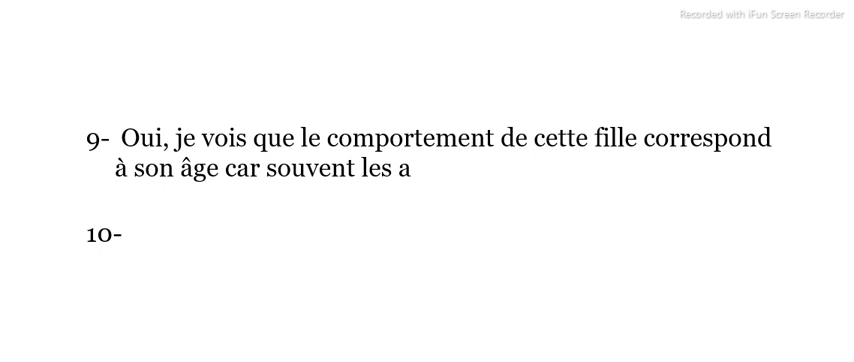 Recorded with iFun Screen Recorder
9- Oui, je vois que le comportement de cette fille correspond
à son âge car souvent les a
10-